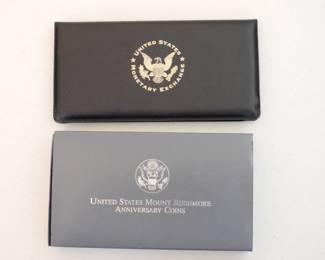 ★ UNITED STATES ★
MONETARY EXCHANGE
UNITED STATES MOUNT RUSHMORE
ANNIVERSARY COINS